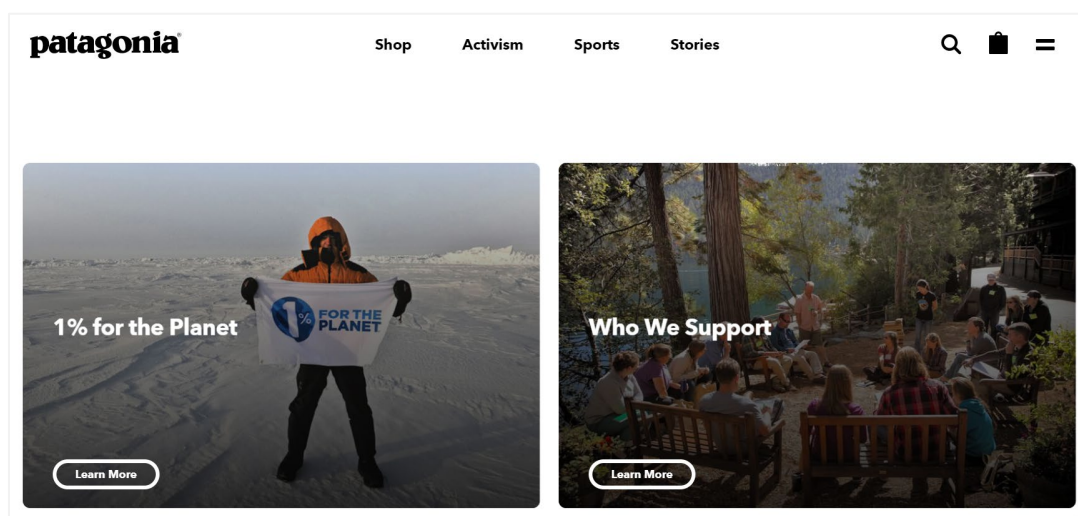 patagonia®
Shop Activism Sports Stories
1% for the Planet
1% FOR THE
PLANET
Learn More
Who We Support
Learn More